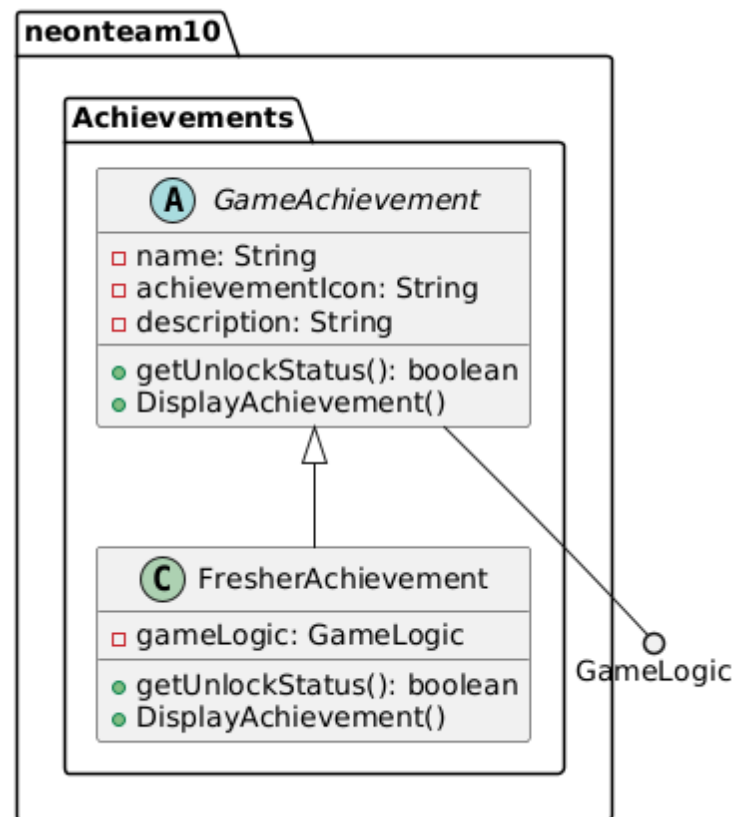 neonteam10
Achievements
A GameAchievement
name: String
achievementIcon: String
description: String
getUnlockStatus(): boolean
DisplayAchievement()
C FresherAchievement
gameLogic: GameLogic
getUnlockStatus(): boolean
DisplayAchievement()
GameLogic